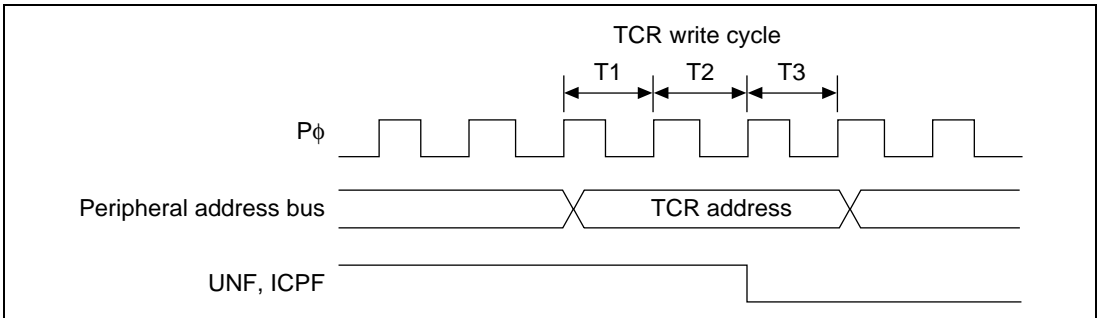 TCR write cycle
T1 T2 T3
Pϕ
Peripheral address bus TCR address
UNF, ICPF